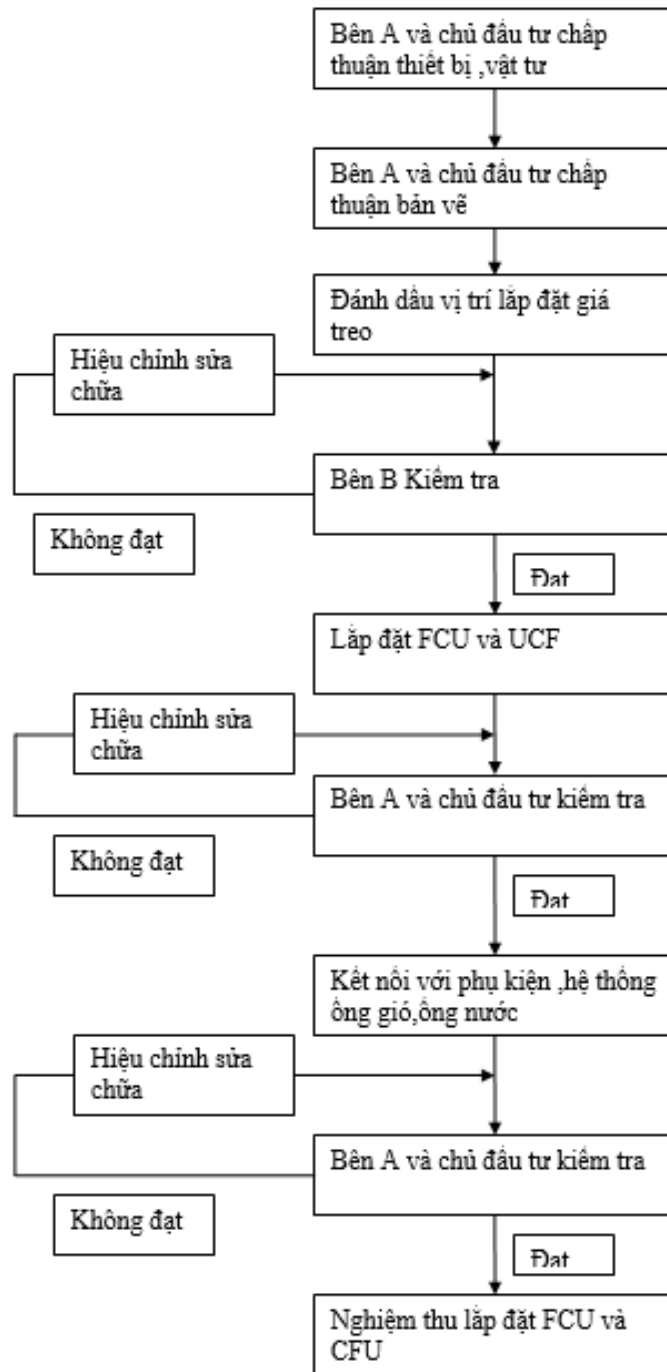 Bên A và chủ đầu tư chấp
thuận thiết bị ,vật tư
Bên A và chủ đầu tư chấp
thuận bản vẽ
Đánh dấu vị trí lắp đặt giá
treo
Hiệu chỉnh sửa
chữa
Bên B Kiểm tra
Không đạt
Đạt
Lắp đặt FCU và UCF
Hiệu chỉnh sửa
chữa
Bên A và chủ đầu tư kiểm tra
Không đạt
Đạt
Kết nối với phụ kiện ,hệ thống
ống gió,ống nước
Hiệu chỉnh sửa
chữa
Bên A và chủ đầu tư kiểm tra
Không đạt
Đạt
Nghiệm thu lắp đặt FCU và
CFU